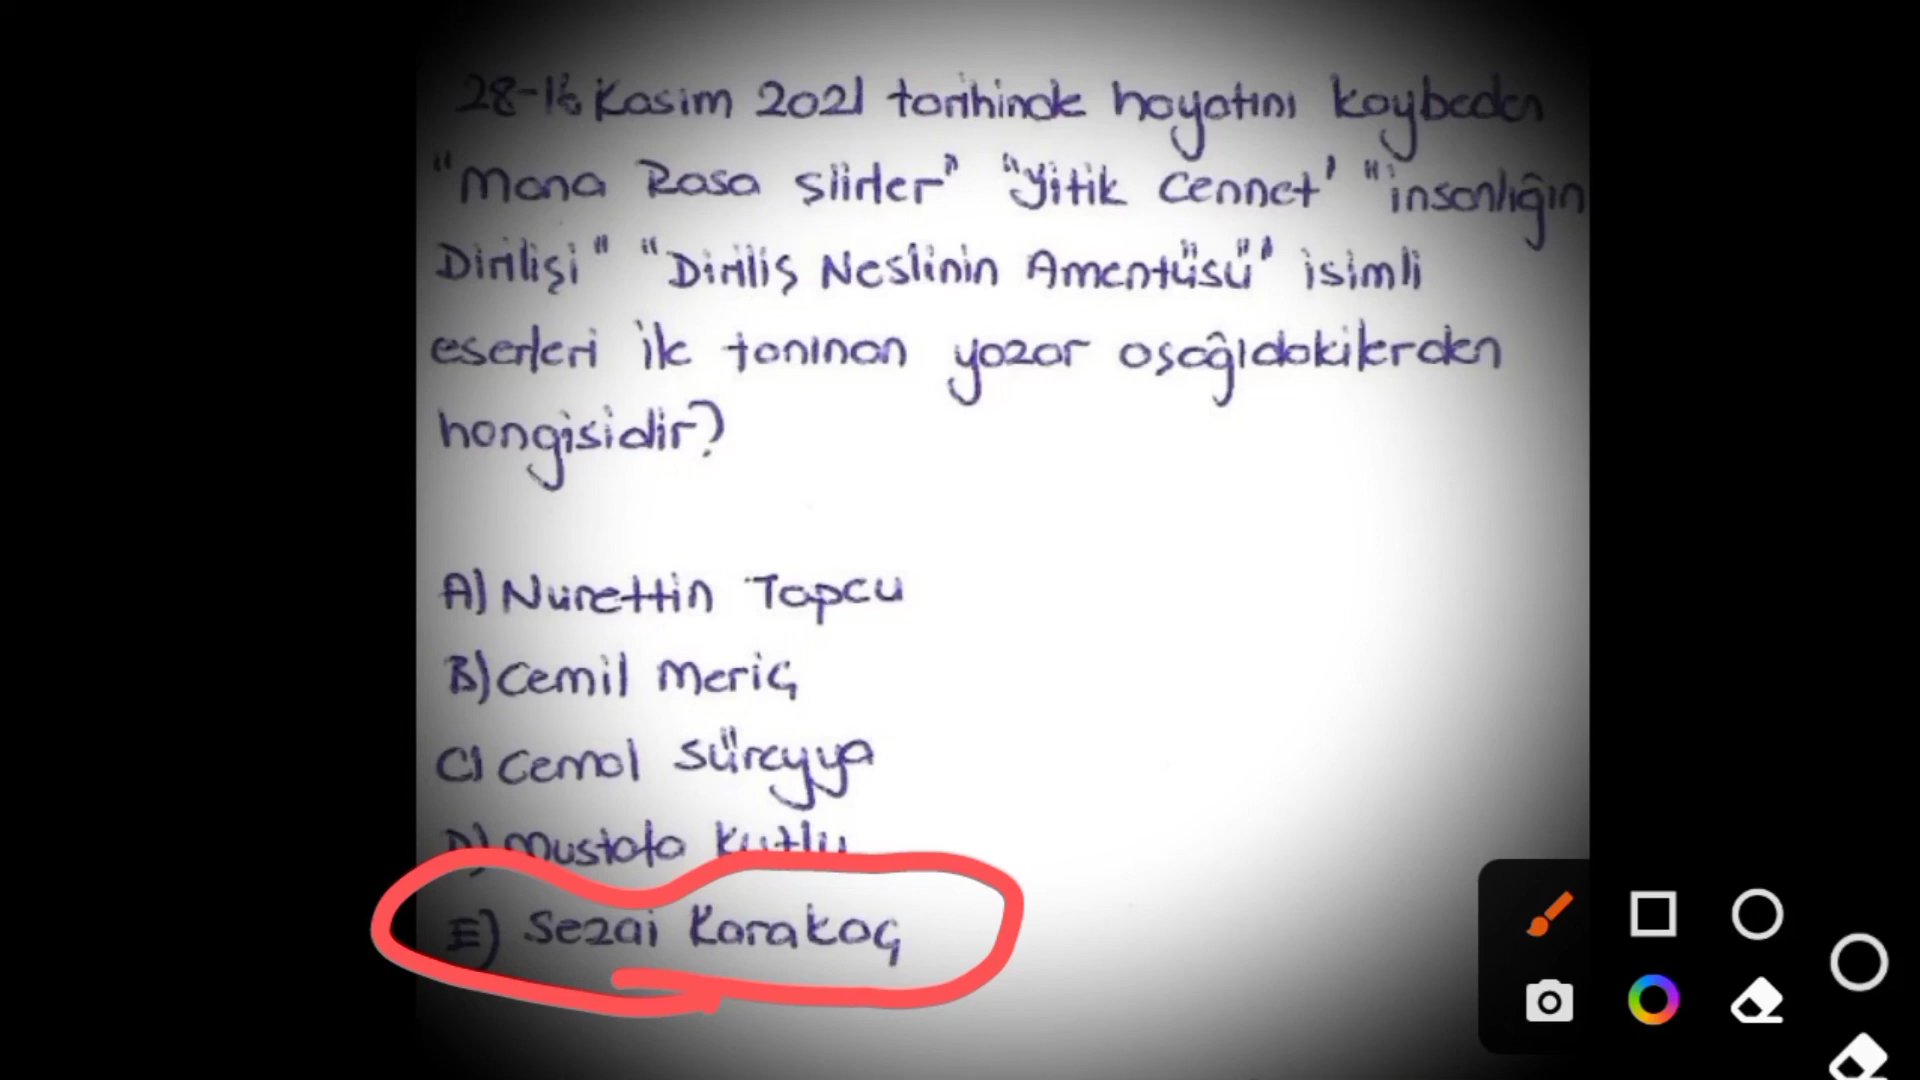 28-16 Kasım 2021 tarihinde hayatını kaybeden
"Mona Rosa Şiirler" "Yitik Cennet" "insanlığın
Dirilişi" "Diriliş Neslinin Amentüsü" isimli
eserleri ile tanınan yazar aşağıdakilerden
hangisidir?
A) Nurettin Topcu
B) Cemil Meriç
C) Cemal Süreyya
D) Mustafa Kutlu
E) Sezai Karakoç